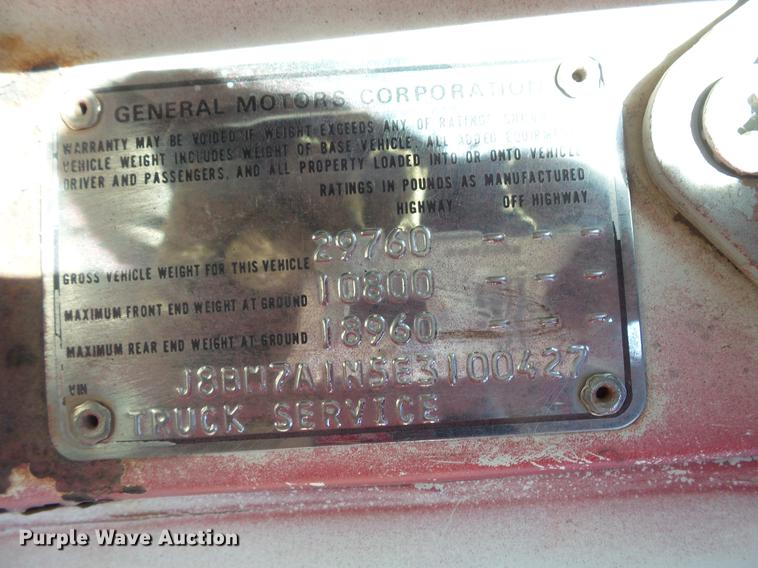 GENERAL MOTORS CORPORATION
WARRANTY MAY BE VOIDED IF WEIGHT EXCEEDS ANY OF RATINGS SHOWN
VEHICLE WEIGHT INCLUDES WEIGHT OF BASE VEHICLE, ALL ADDED EQUIPMENT
DRIVER AND PASSENGERS, AND ALL PROPERTY LOADED INTO OR ONTO VEHICLE
RATINGS IN POUNDS AS MANUFACTURED
HIGHWAY OFF HIGHWAY
GROSS VEHICLE WEIGHT FOR THIS VEHICLE 29760 - - -
MAXIMUM FRONT END WEIGHT AT GROUND 10800 - - -
MAXIMUM REAR END WEIGHT AT GROUND 18960 - - -
VIN J8BM7A1N5E3100427
TRUCK SERVICE
Purple Wave Auction